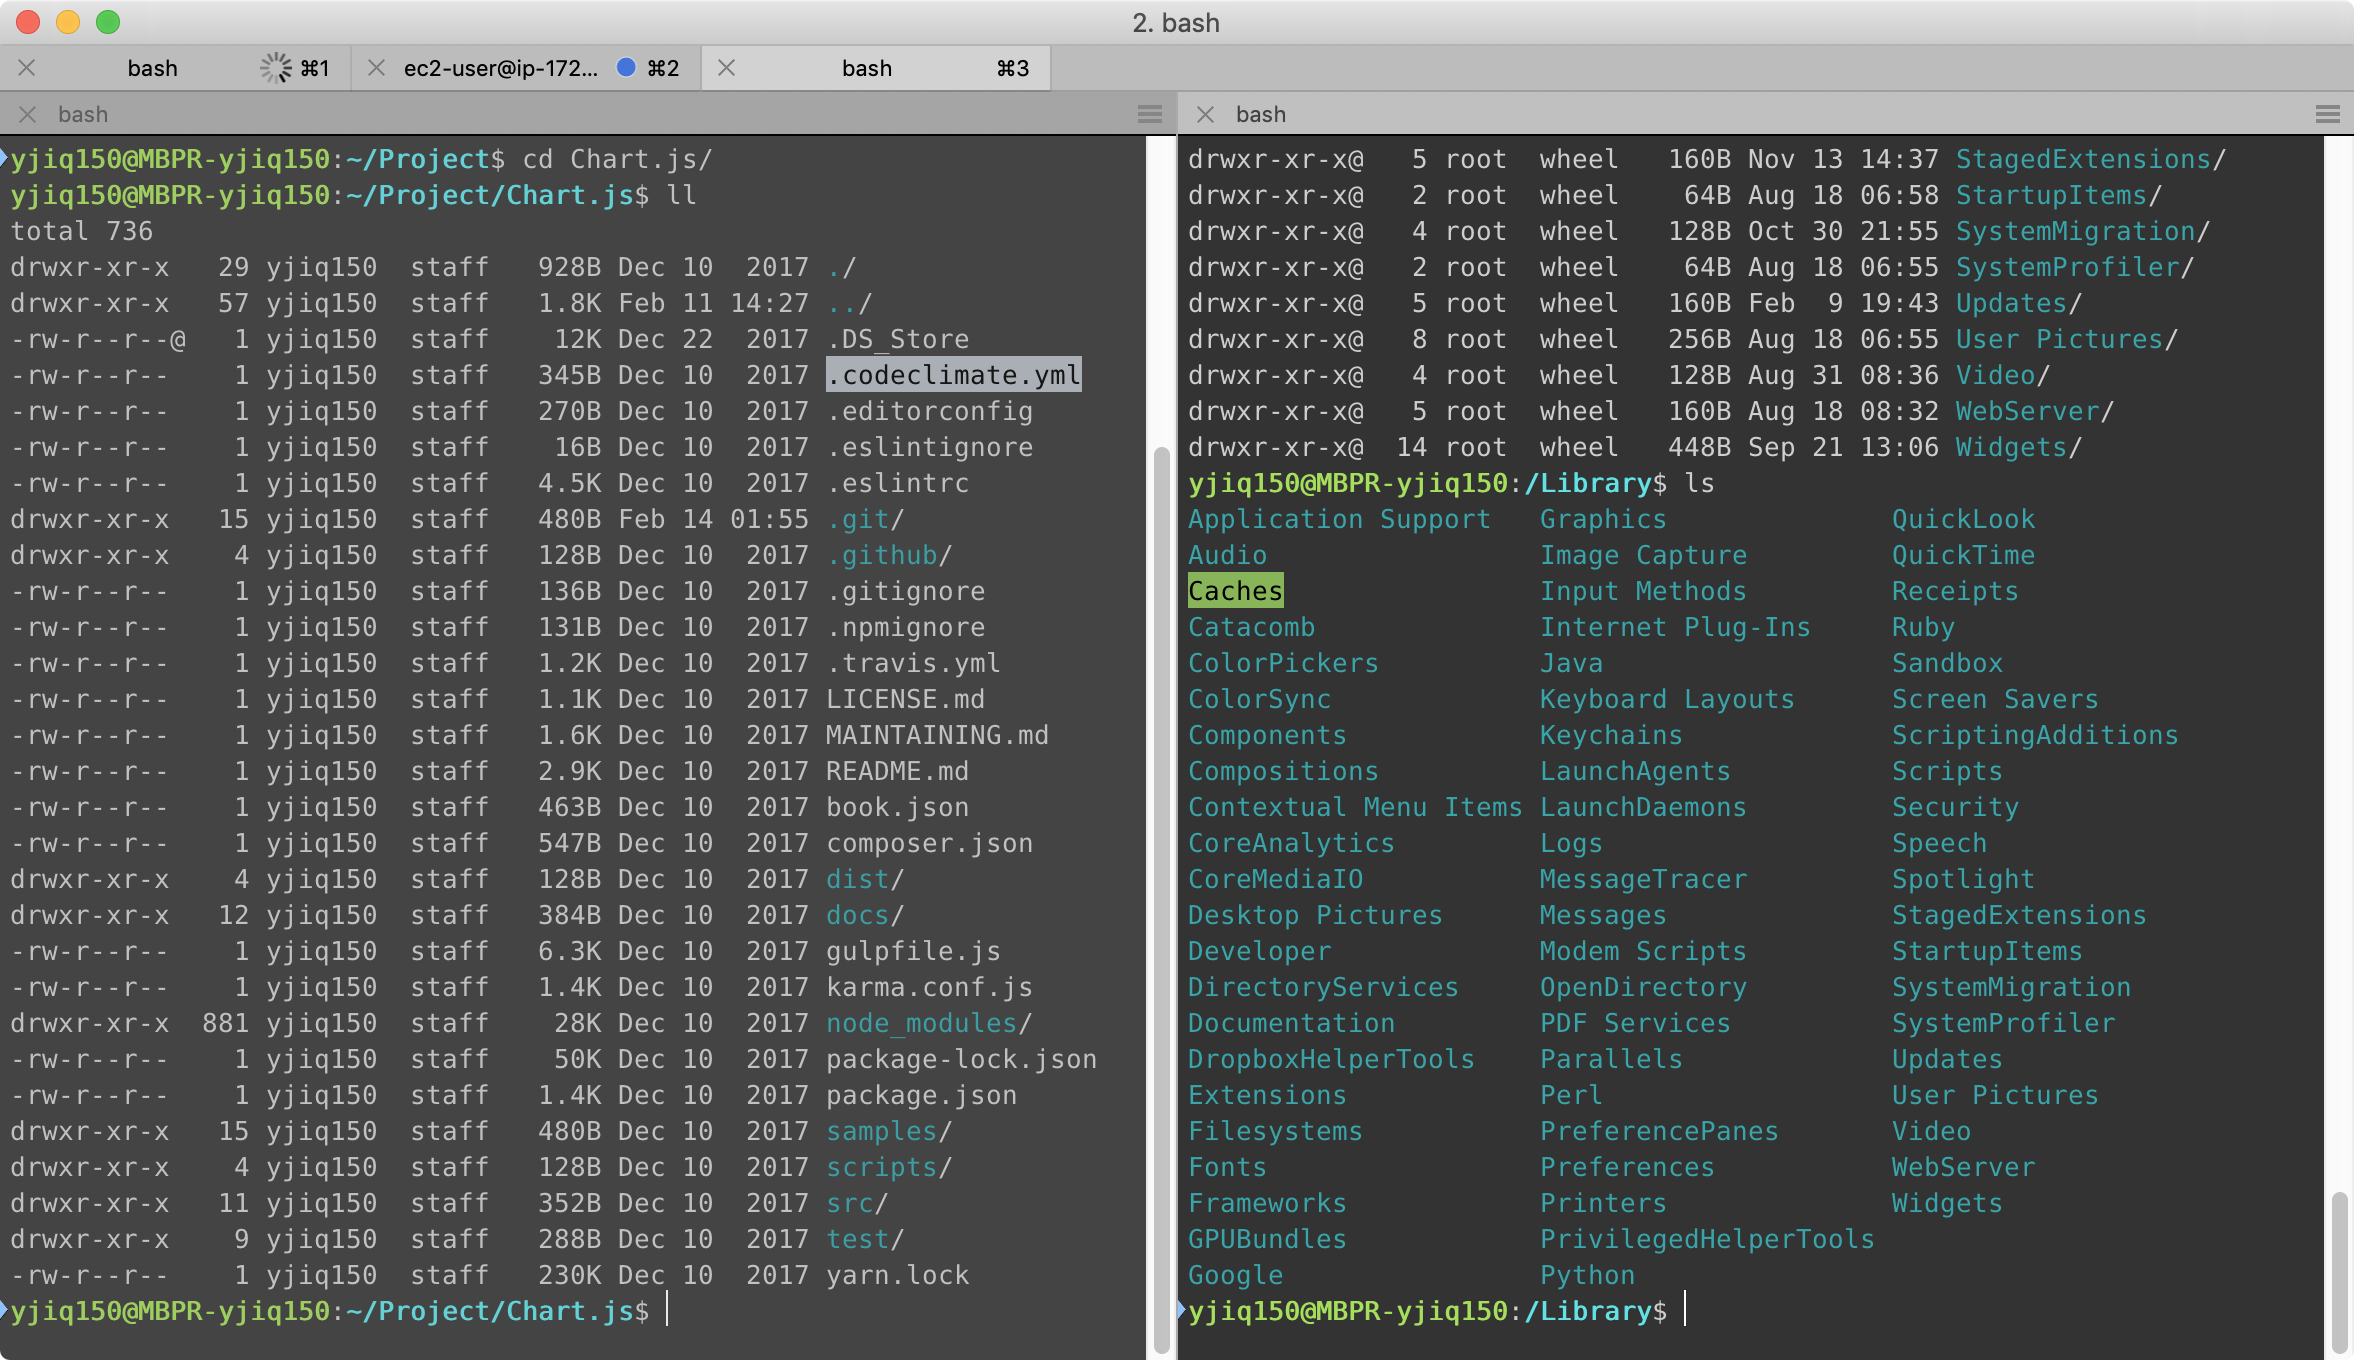 2. bash
bash ⌘1 ec2-user@ip-172... ⌘2 bash ⌘3
bash
yjiq150@MBPR-yjiq150:~/Project$ cd Chart.js/
yjiq150@MBPR-yjiq150:~/Project/Chart.js$ ll
total 736
drwxr-xr-x   29 yjiq150  staff   928B Dec 10  2017 ./
drwxr-xr-x   57 yjiq150  staff   1.8K Feb 11 14:27 ../
-rw-r--r--@   1 yjiq150  staff    12K Dec 22  2017 .DS_Store
-rw-r--r--    1 yjiq150  staff   345B Dec 10  2017 .codeclimate.yml
-rw-r--r--    1 yjiq150  staff   270B Dec 10  2017 .editorconfig
-rw-r--r--    1 yjiq150  staff    16B Dec 10  2017 .eslintignore
-rw-r--r--    1 yjiq150  staff   4.5K Dec 10  2017 .eslintrc
drwxr-xr-x   15 yjiq150  staff   480B Feb 14 01:55 .git/
drwxr-xr-x    4 yjiq150  staff   128B Dec 10  2017 .github/
-rw-r--r--    1 yjiq150  staff   136B Dec 10  2017 .gitignore
-rw-r--r--    1 yjiq150  staff   131B Dec 10  2017 .npmignore
-rw-r--r--    1 yjiq150  staff   1.2K Dec 10  2017 .travis.yml
-rw-r--r--    1 yjiq150  staff   1.1K Dec 10  2017 LICENSE.md
-rw-r--r--    1 yjiq150  staff   1.6K Dec 10  2017 MAINTAINING.md
-rw-r--r--    1 yjiq150  staff   2.9K Dec 10  2017 README.md
-rw-r--r--    1 yjiq150  staff   463B Dec 10  2017 book.json
-rw-r--r--    1 yjiq150  staff   547B Dec 10  2017 composer.json
drwxr-xr-x    4 yjiq150  staff   128B Dec 10  2017 dist/
drwxr-xr-x   12 yjiq150  staff   384B Dec 10  2017 docs/
-rw-r--r--    1 yjiq150  staff   6.3K Dec 10  2017 gulpfile.js
-rw-r--r--    1 yjiq150  staff   1.4K Dec 10  2017 karma.conf.js
drwxr-xr-x  881 yjiq150  staff    28K Dec 10  2017 node_modules/
-rw-r--r--    1 yjiq150  staff    50K Dec 10  2017 package-lock.json
-rw-r--r--    1 yjiq150  staff   1.4K Dec 10  2017 package.json
drwxr-xr-x   15 yjiq150  staff   480B Dec 10  2017 samples/
drwxr-xr-x    4 yjiq150  staff   128B Dec 10  2017 scripts/
drwxr-xr-x   11 yjiq150  staff   352B Dec 10  2017 src/
drwxr-xr-x    9 yjiq150  staff   288B Dec 10  2017 test/
-rw-r--r--    1 yjiq150  staff   230K Dec 10  2017 yarn.lock
yjiq150@MBPR-yjiq150:~/Project/Chart.js$
bash
drwxr-xr-x@   5 root  wheel   160B Nov 13 14:37 StagedExtensions/
drwxr-xr-x@   2 root  wheel    64B Aug 18 06:58 StartupItems/
drwxr-xr-x@   4 root  wheel   128B Oct 30 21:55 SystemMigration/
drwxr-xr-x@   2 root  wheel    64B Aug 18 06:55 SystemProfiler/
drwxr-xr-x@   5 root  wheel   160B Feb  9 19:43 Updates/
drwxr-xr-x@   8 root  wheel   256B Aug 18 06:55 User Pictures/
drwxr-xr-x@   4 root  wheel   128B Aug 31 08:36 Video/
drwxr-xr-x@   5 root  wheel   160B Aug 18 08:32 WebServer/
drwxr-xr-x@  14 root  wheel   448B Sep 21 13:06 Widgets/
yjiq150@MBPR-yjiq150:/Library$ ls
Application Support   Graphics              QuickLook
Audio                 Image Capture         QuickTime
Caches                Input Methods         Receipts
Catacomb              Internet Plug-Ins     Ruby
ColorPickers          Java                  Sandbox
ColorSync             Keyboard Layouts      Screen Savers
Components            Keychains             ScriptingAdditions
Compositions          LaunchAgents          Scripts
Contextual Menu Items LaunchDaemons         Security
CoreAnalytics         Logs                  Speech
CoreMediaIO           MessageTracer         Spotlight
Desktop Pictures      Messages              StagedExtensions
Developer             Modem Scripts         StartupItems
DirectoryServices     OpenDirectory         SystemMigration
Documentation         PDF Services          SystemProfiler
DropboxHelperTools    Parallels             Updates
Extensions            Perl                  User Pictures
Filesystems           PreferencePanes       Video
Fonts                 Preferences           WebServer
Frameworks            Printers              Widgets
GPUBundles            PrivilegedHelperTools
Google                Python
yjiq150@MBPR-yjiq150:/Library$